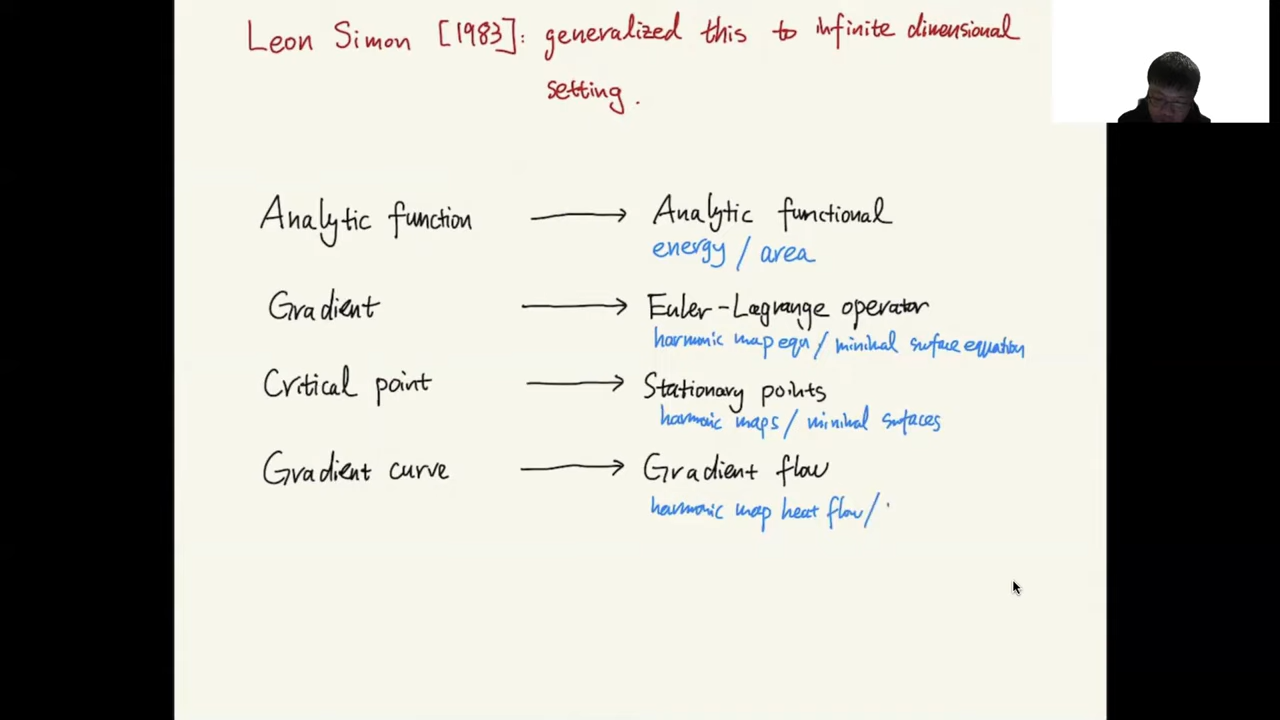 Leon Simon [1983]: generalized this to infinite dimensional
setting.
Analytic function ⟶ Analytic functional
energy / area
Gradient ⟶ Euler-Lagrange operator
harmonic map eqn / minimal surface equation
Critical point ⟶ Stationary points
harmonic maps / minimal surfaces
Gradient curve ⟶ Gradient flow
harmonic map heat flow /